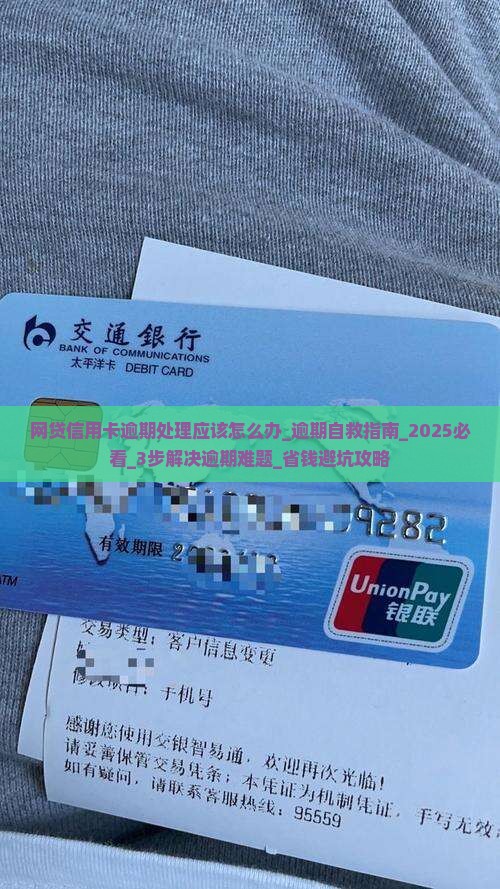 交通銀行
BANK OF COMMUNICATIONS
太平洋卡 DEBIT CARD
网贷信用卡逾期处理应该怎么办_逾期自救指南_2025必
看_3步解决逾期难题_省钱避坑攻略
9282
有效期限
ATM
UnionPay
银联
交易类型：客户信息变更
手机号
感谢您使用交银智易通，欢迎再次光临！
请妥善保管交易凭条；本凭证为机制凭证，手写无效
如有疑问，请联系客服热线：95559